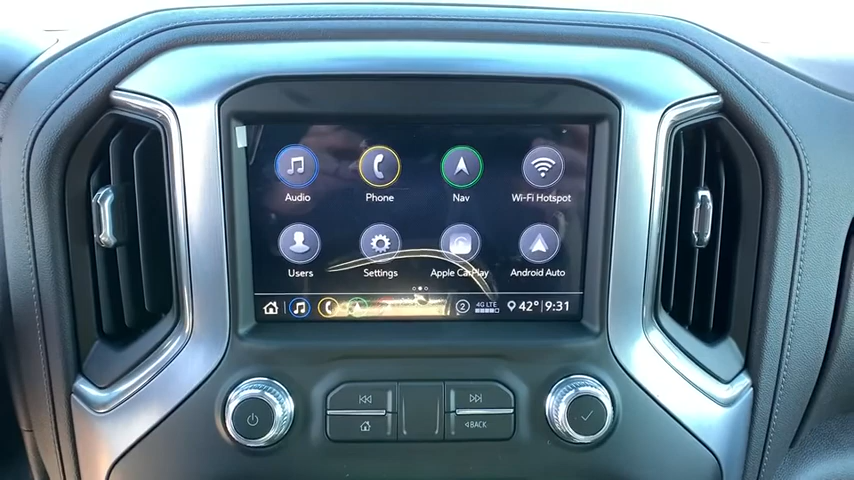 Audio Phone Nav Wi-Fi Hotspot
Users Settings Apple CarPlay Android Auto
2 4G LTE 42° 9:31
BACK